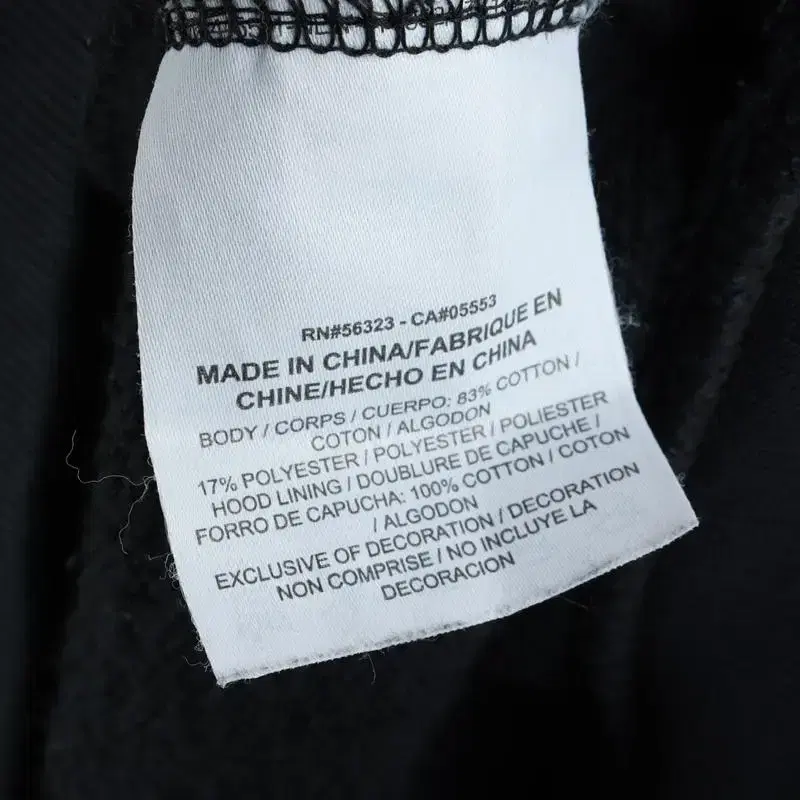 RN#56323 - CA#05553
MADE IN CHINA/FABRIQUE EN
CHINE/HECHO EN CHINA
BODY / CORPS / CUERPO: 83% COTTON /
COTON / ALGODON
17% POLYESTER / POLYESTER / POLIESTER
HOOD LINING / DOUBLURE DE CAPUCHE /
FORRO DE CAPUCHA: 100% COTTON / COTON
/ ALGODON
EXCLUSIVE OF DECORATION / DECORATION
NON COMPRISE / NO INCLUYE LA
DECORACION